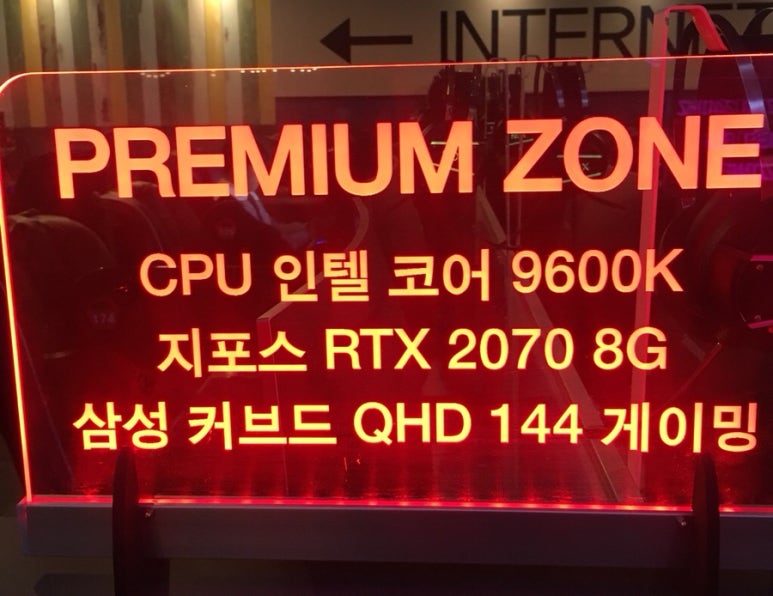 ← INTERNET
PREMIUM ZONE
CPU 인텔 코어 9600K
지포스 RTX 2070 8G
삼성 커브드 QHD 144 게이밍